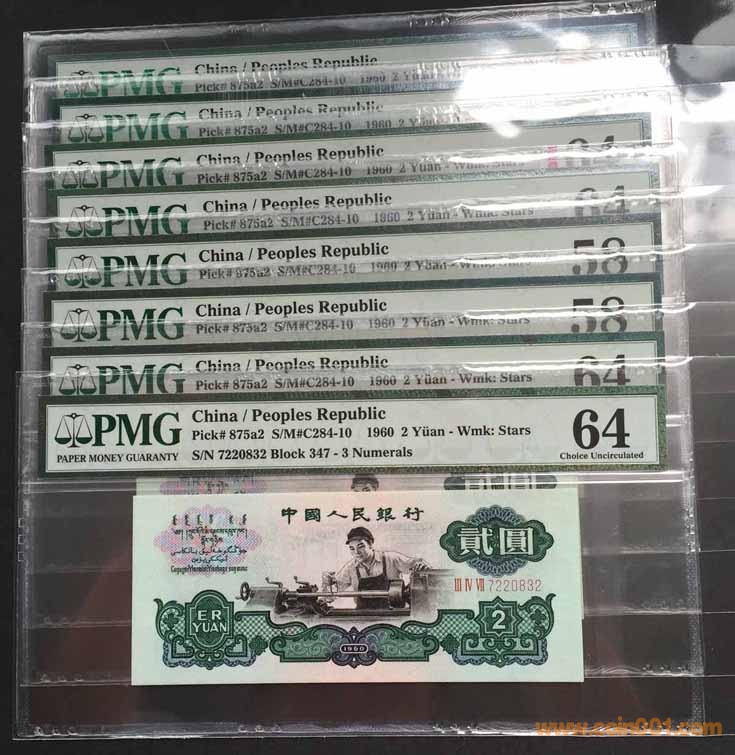 PMG China / Peoples Republic
Pick# 875a2 S/M#C284-10 1960 2 Yüan
PMG China / Peoples Republic
Pick# 875a2 S/M#C284-10 1960 2 Yüan
PMG China / Peoples Republic 64
Pick# 875a2 S/M#C284-10 1960 2 Yüan - Wmk: Stars
PMG China / Peoples Republic 64
Pick# 875a2 S/M#C284-10 1960 2 Yüan - Wmk: Stars
PMG China / Peoples Republic 58
Pick# 875a2 S/M#C284-10 1960 2 Yüan - Wmk: Stars
PMG China / Peoples Republic 58
Pick# 875a2 S/M#C284-10 1960 2 Yüan - Wmk: Stars
PMG China / Peoples Republic 64
Pick# 875a2 S/M#C284-10 1960 2 Yüan - Wmk: Stars
PMG China / Peoples Republic 64
Pick# 875a2 S/M#C284-10 1960 2 Yüan - Wmk: Stars
PAPER MONEY GUARANTY S/N 7220832 Block 347 - 3 Numerals Choice Uncirculated
中國人民銀行
貳圓
III IV VII 7220832
ER
YUAN
2
1960
www.coin001.com